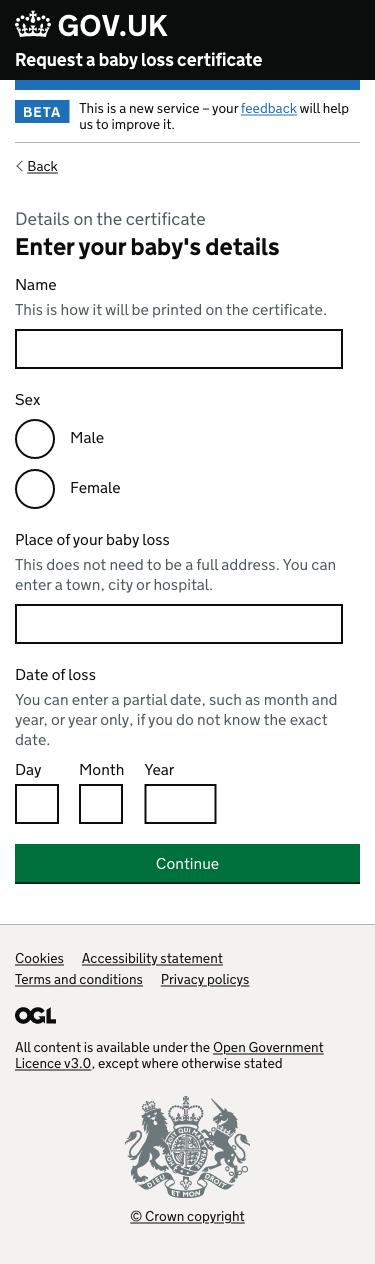 GOV.UK
Request a baby loss certificate
BETA
This is a new service – your feedback will help
us to improve it.
Back
Details on the certificate
Enter your baby's details
Name
This is how it will be printed on the certificate.
Sex
Male
Female
Place of your baby loss
This does not need to be a full address. You can
enter a town, city or hospital.
Date of loss
You can enter a partial date, such as month and
year, or year only, if you do not know the exact
date.
Day Month Year
Continue
Cookies Accessibility statement
Terms and conditions Privacy policys
OGL
All content is available under the Open Government
Licence v3.0, except where otherwise stated
DIEU ET MON DROIT
© Crown copyright